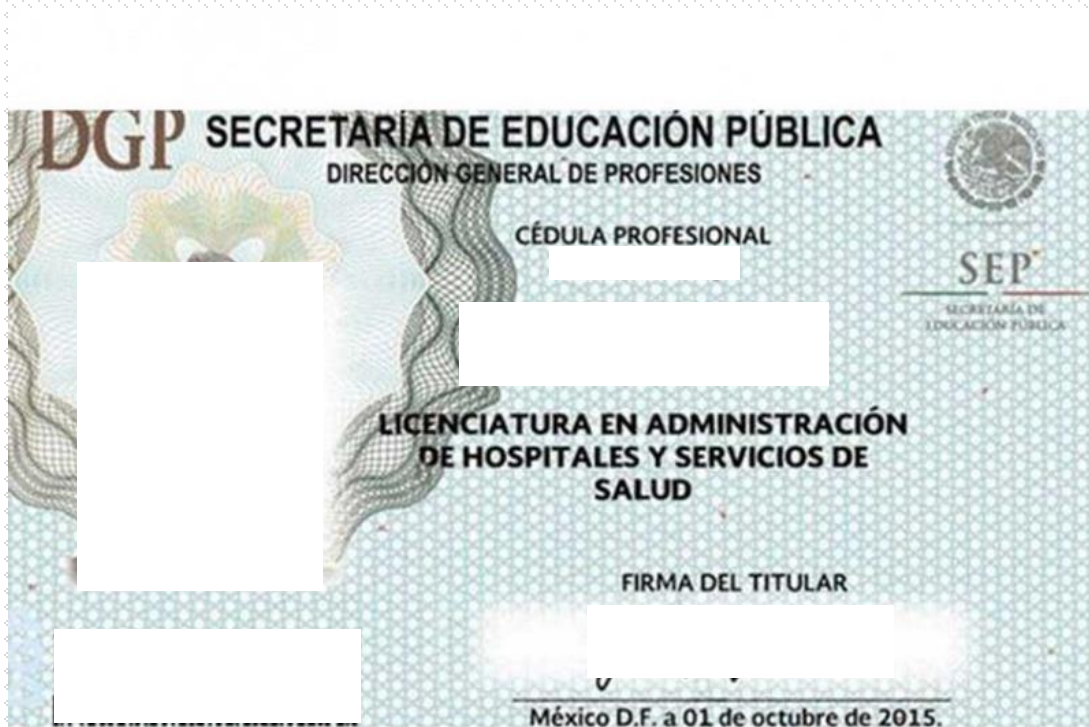 DGP SECRETARÍA DE EDUCACIÓN PÚBLICA
DIRECCIÓN GENERAL DE PROFESIONES
CÉDULA PROFESIONAL
SEP
SECRETARÍA DE
EDUCACIÓN PÚBLICA
LICENCIATURA EN ADMINISTRACIÓN
DE HOSPITALES Y SERVICIOS DE
SALUD
FIRMA DEL TITULAR
México D.F. a 01 de octubre de 2015.